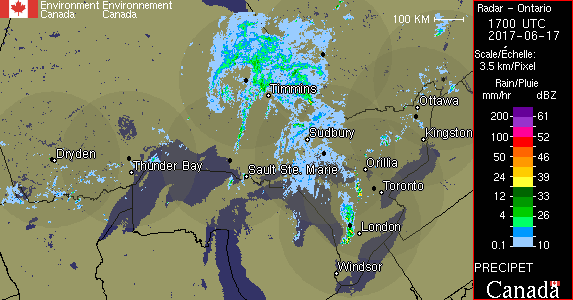 Environment Environnement
Canada Canada
100 KM
Radar - Ontario
1700 UTC
2017-06-17
Scale/Échelle:
3.5 km/Pixel
Rain/Pluie
mm/hr dBZ
200 61
100 52
50 46
24 39
12 33
4 26
0.1 10
PRECIPET
Canada
Timmins
Ottawa
Sudbury
Kingston
Dryden
Thunder Bay
Sault Ste. Marie
Orillia
Toronto
London
Windsor